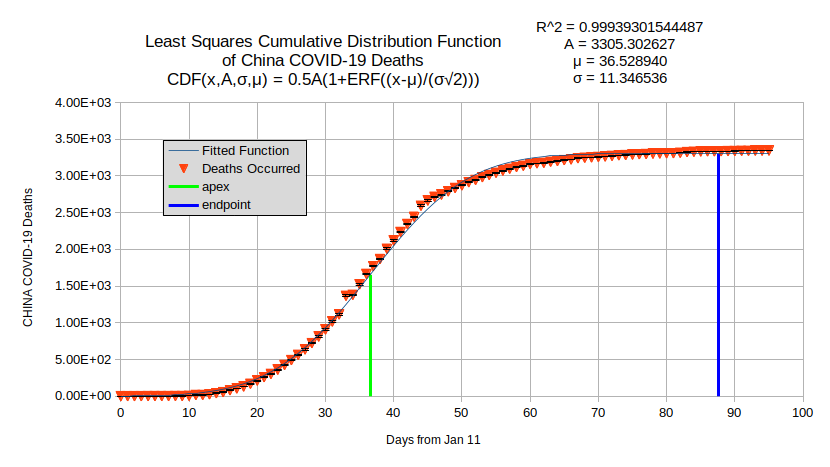 R^2 = 0.99939301544487
A = 3305.302627
μ = 36.528940
σ = 11.346536
Least Squares Cumulative Distribution Function
of China COVID-19 Deaths
CDF(x,A,σ,μ) = 0.5A(1+ERF((x-μ)/(σ√2)))
4.00E+03
3.50E+03
3.00E+03
2.50E+03
2.00E+03
1.50E+03
1.00E+03
5.00E+02
0.00E+00
CHINA COVID-19 Deaths
Fitted Function
Deaths Occurred
apex
endpoint
0 10 20 30 40 50 60 70 80 90 100
Days from Jan 11